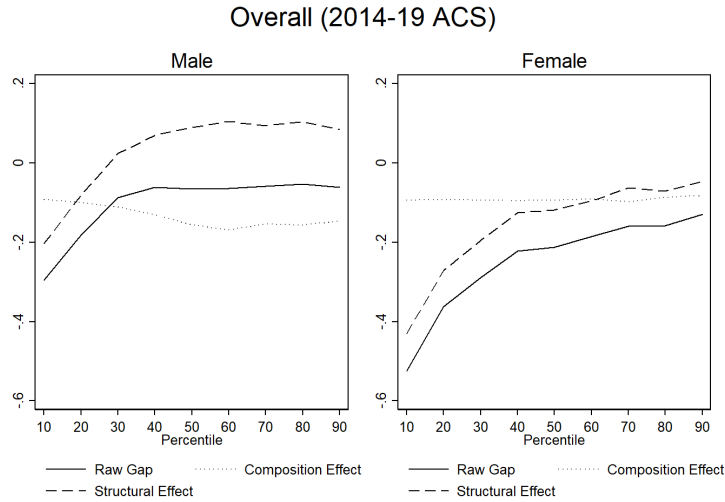 Overall (2014-19 ACS)
Male
.2
0
-.2
-.4
-.6
10 20 30 40 50 60 70 80 90
Percentile
Raw Gap
Composition Effect
Structural Effect
Female
.2
0
-.2
-.4
-.6
10 20 30 40 50 60 70 80 90
Percentile
Raw Gap
Composition Effect
Structural Effect